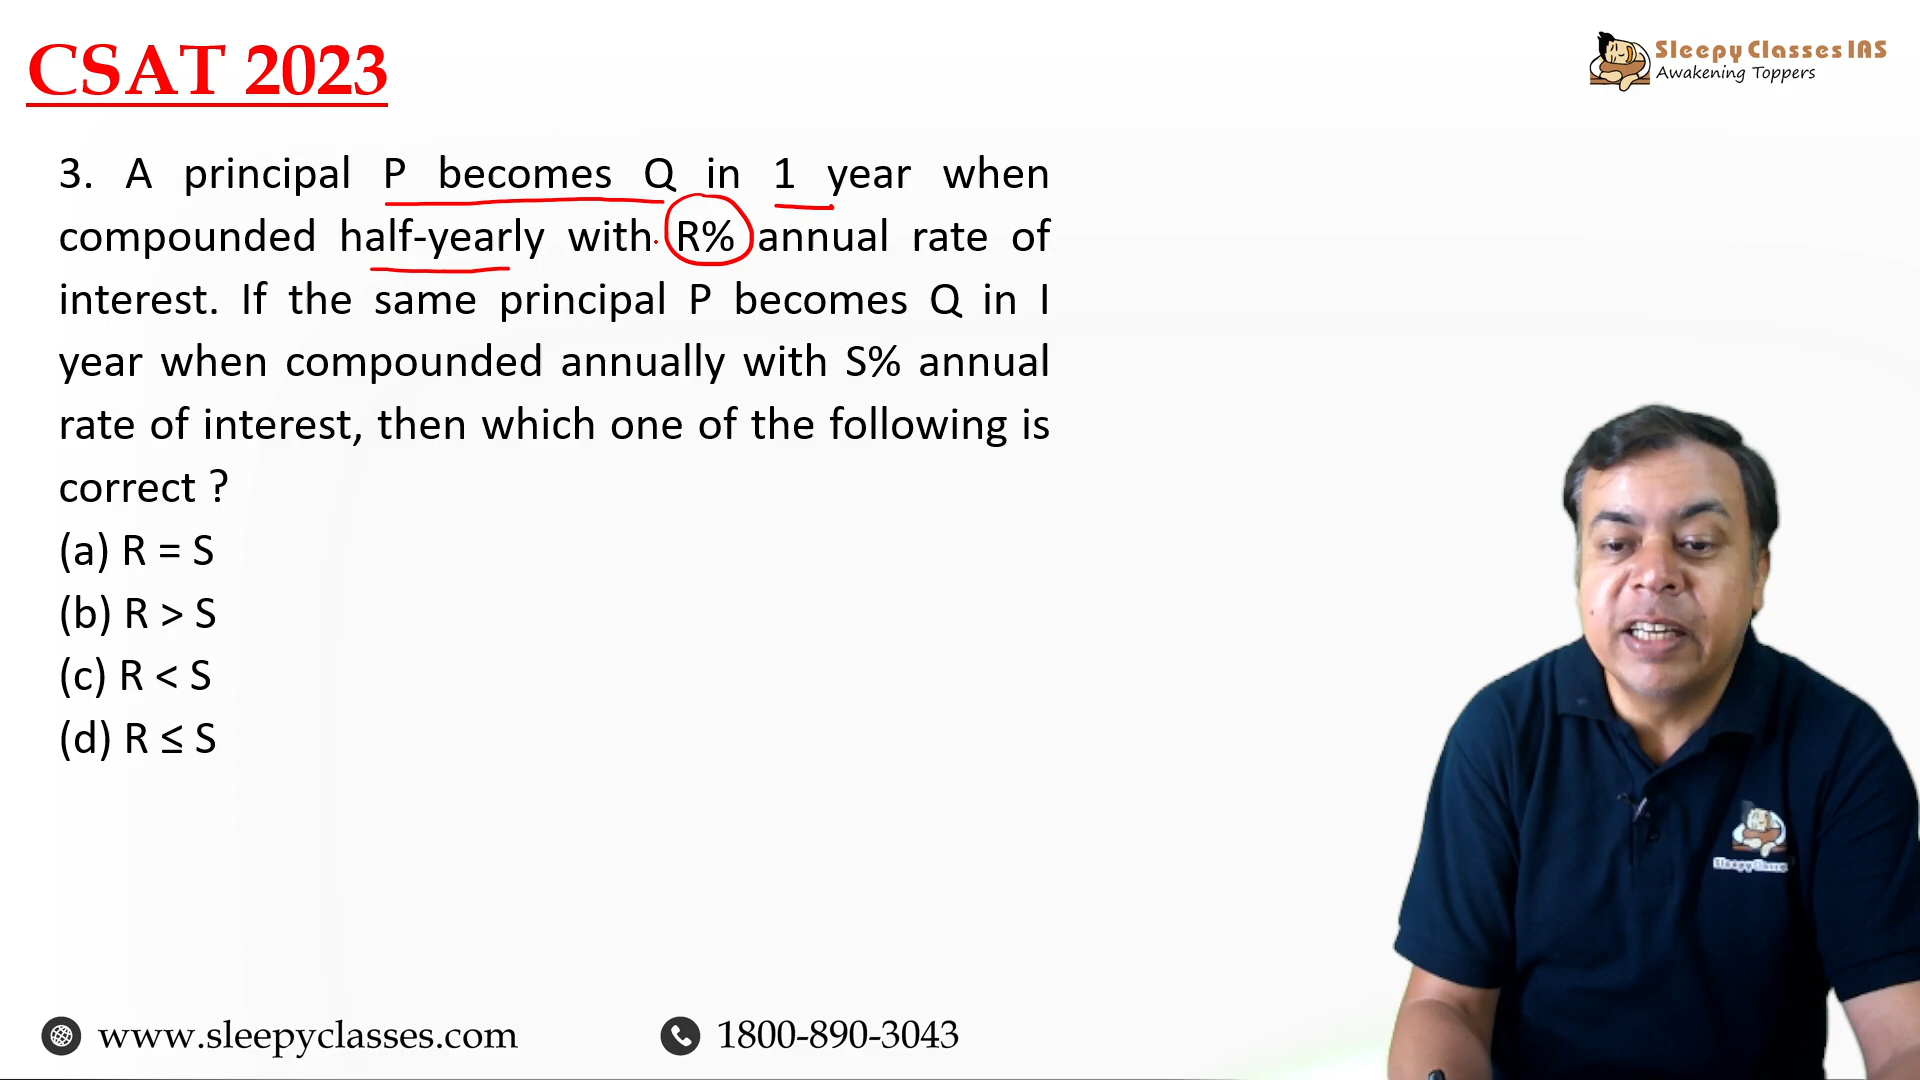 CSAT 2023
Sleepy Classes IAS
Awakening Toppers
3. A principal P becomes Q in 1 year when
compounded half-yearly with R% annual rate of
interest. If the same principal P becomes Q in I
year when compounded annually with S% annual
rate of interest, then which one of the following is
correct ?
(a) R = S
(b) R > S
(c) R < S
(d) R ≤ S
Sleepy Classes
www.sleepyclasses.com
1800-890-3043